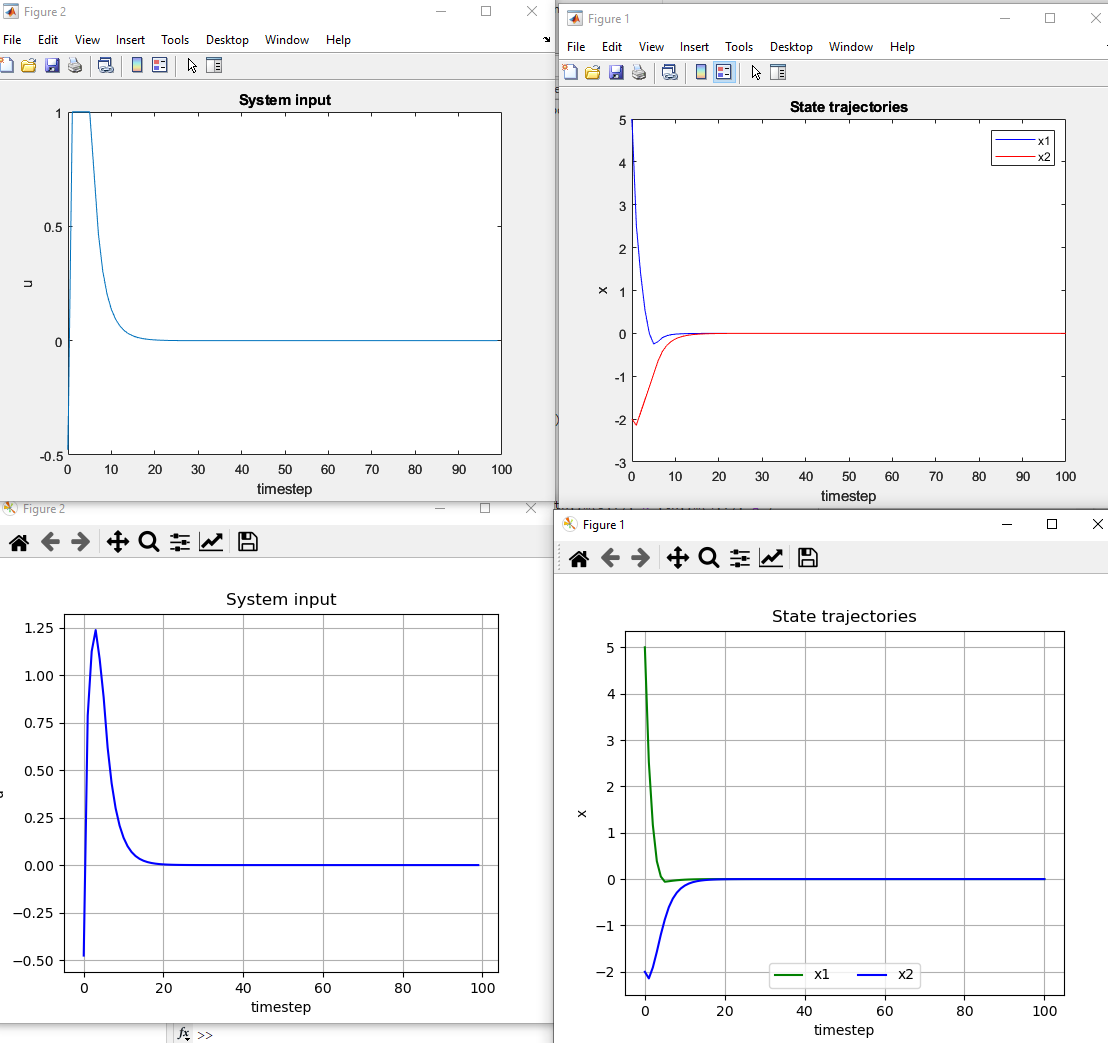 Figure 2
File Edit View Insert Tools Desktop Window Help
System input
1
0.5
0
-0.5
u
0 10 20 30 40 50 60 70 80 90 100
timestep
Figure 1
File Edit View Insert Tools Desktop Window Help
State trajectories
5
4
3
2
1
0
-1
-2
-3
x
x1
x2
0 10 20 30 40 50 60 70 80 90 100
timestep
Figure 2
System input
1.25
1.00
0.75
0.50
0.25
0.00
−0.25
−0.50
0 20 40 60 80 100
timestep
fx >>
Figure 1
State trajectories
5
4
3
2
1
0
−1
−2
x
x1 x2
0 20 40 60 80 100
timestep